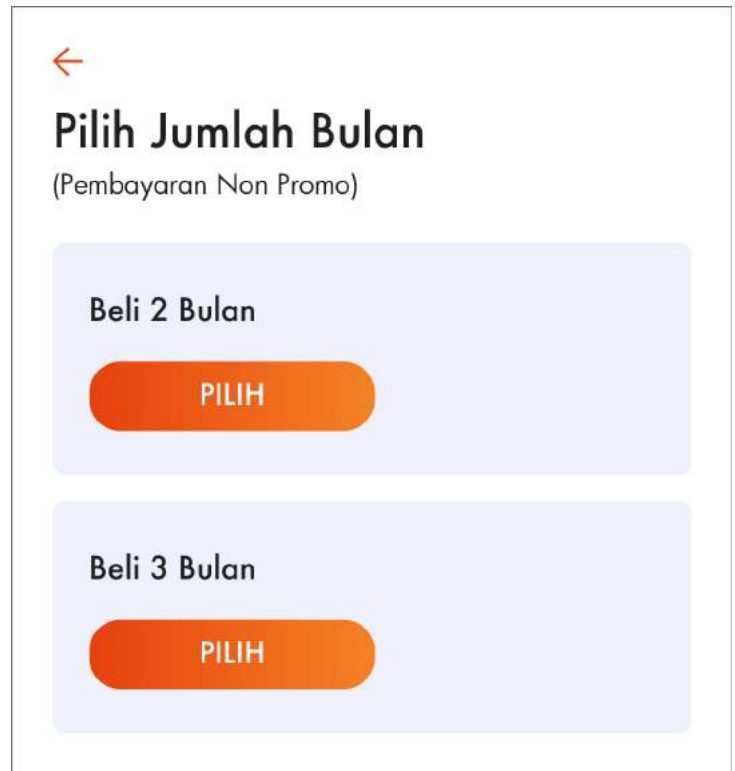 Pilih Jumlah Bulan
(Pembayaran Non Promo)
Beli 2 Bulan
PILIH
Beli 3 Bulan
PILIH